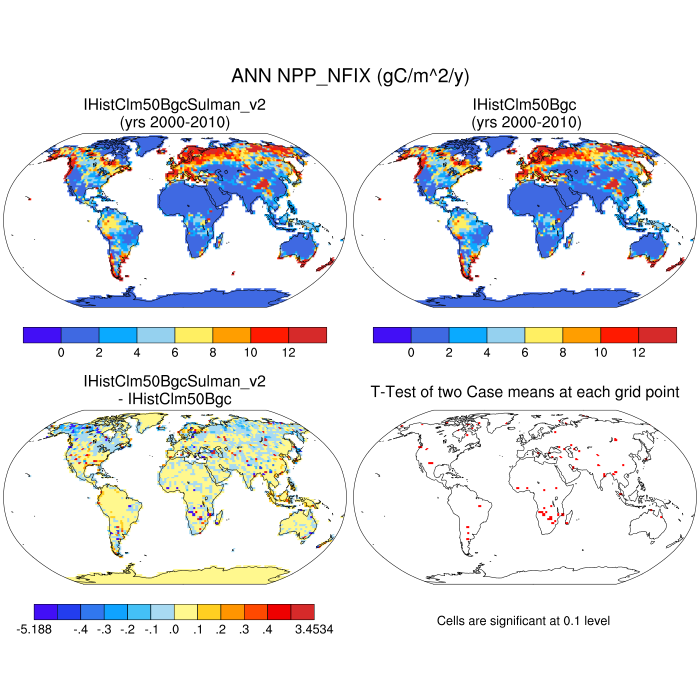 ANN NPP_NFIX (gC/m^2/y)
IHistClm50BgcSulman_v2
(yrs 2000-2010)
IHistClm50Bgc
(yrs 2000-2010)
0 2 4 6 8 10 12
0 2 4 6 8 10 12
IHistClm50BgcSulman_v2
- IHistClm50Bgc
T-Test of two Case means at each grid point
-5.188 -.4 -.3 -.2 -.1 .0 .1 .2 .3 .4 3.4534
Cells are significant at 0.1 level